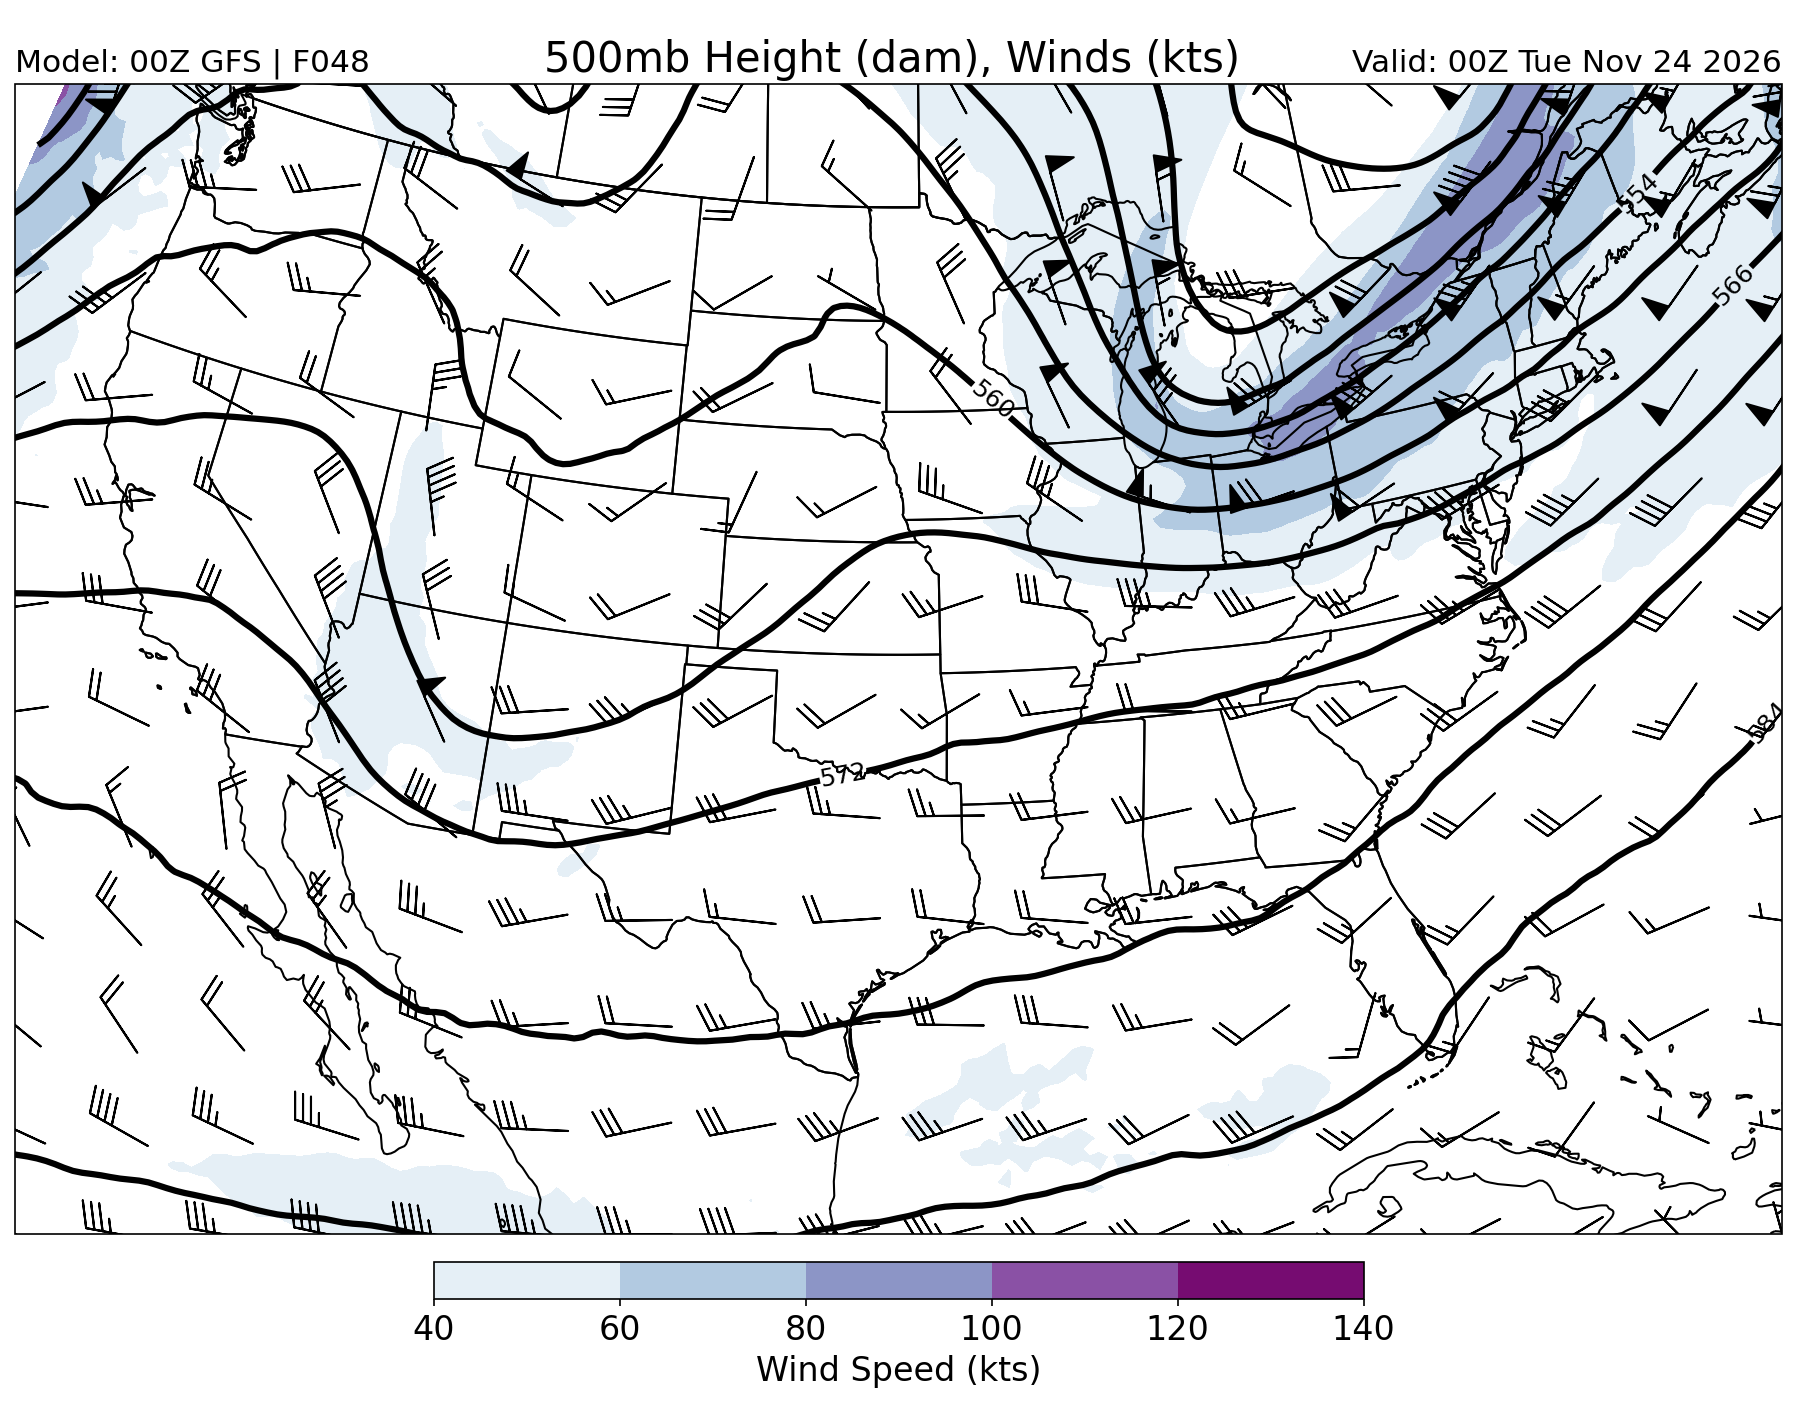 Model: 00Z GFS | F048
500mb Height (dam), Winds (kts)
Valid: 00Z Tue Nov 24 2026
554
566
560
584
572
40 60 80 100 120 140
Wind Speed (kts)